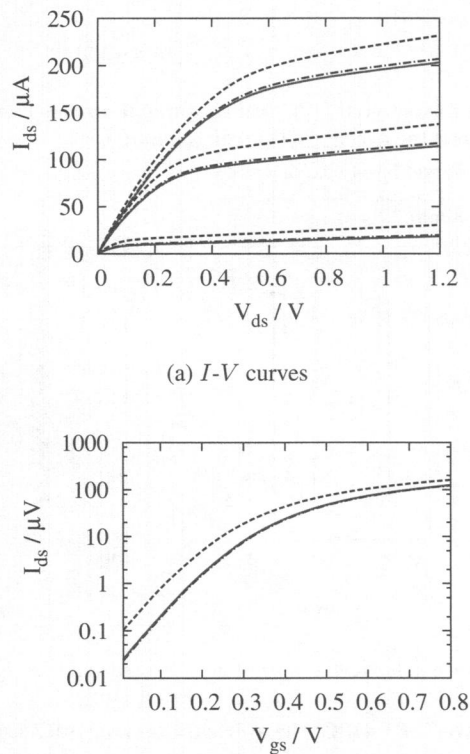 250
200
150
100
50
0
I_ds / µA
0 0.2 0.4 0.6 0.8 1 1.2
V_ds / V
(a) I-V curves
1000
100
10
1
0.1
0.01
I_ds / µV
0.1 0.2 0.3 0.4 0.5 0.6 0.7 0.8
V_gs / V